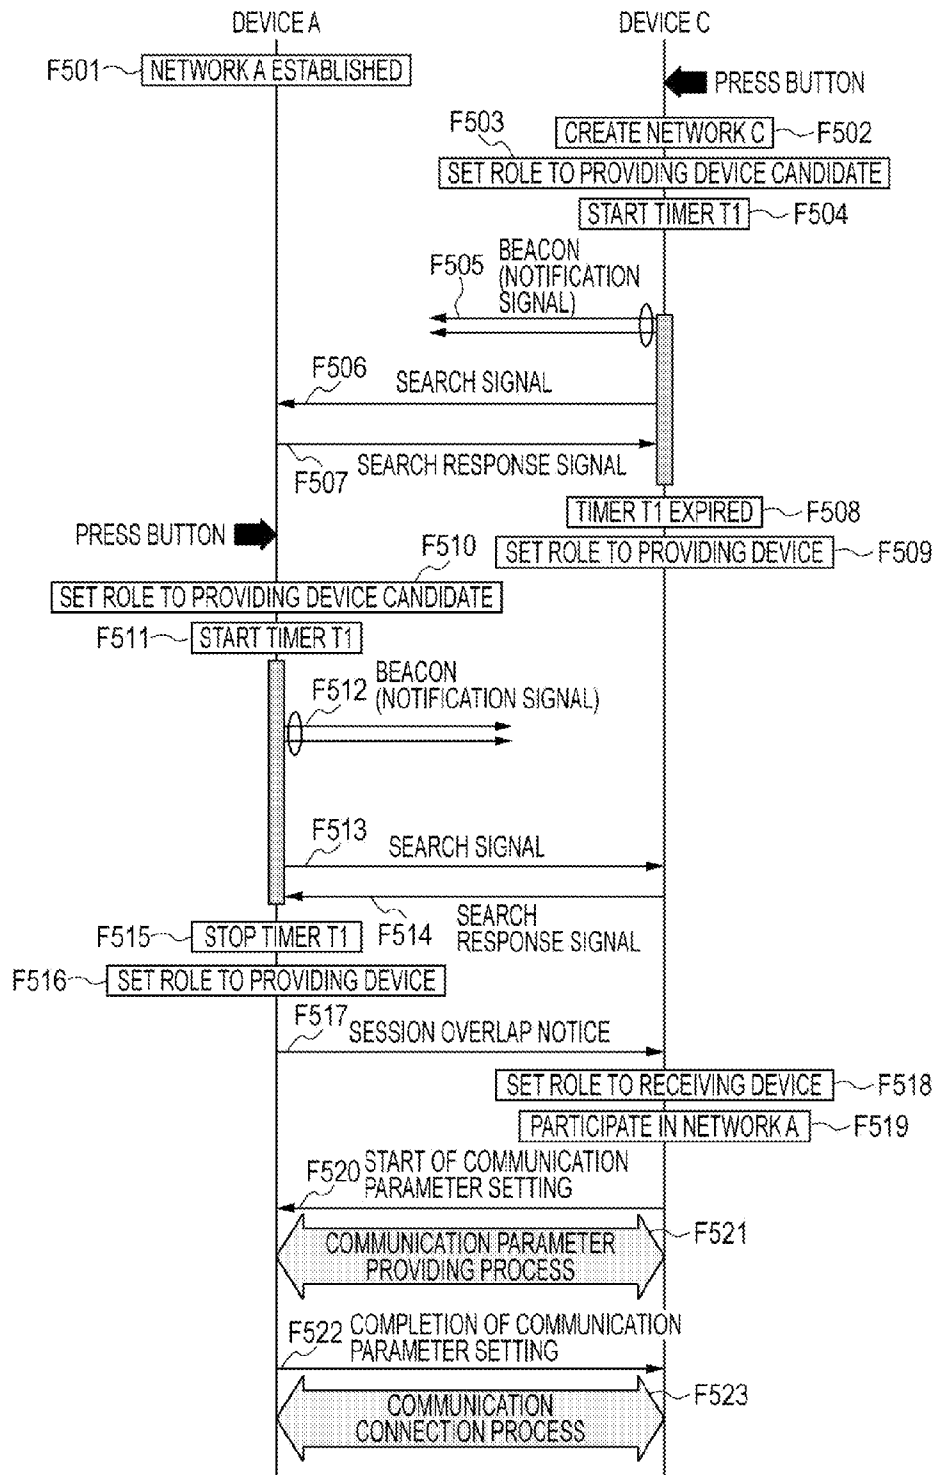 DEVICE A
DEVICE C
F501
NETWORK A ESTABLISHED
PRESS BUTTON
F503
CREATE NETWORK C
F502
SET ROLE TO PROVIDING DEVICE CANDIDATE
START TIMER T1
F504
F505
BEACON
(NOTIFICATION
SIGNAL)
F506
SEARCH SIGNAL
F507
SEARCH RESPONSE SIGNAL
TIMER T1 EXPIRED
F508
PRESS BUTTON
F510
SET ROLE TO PROVIDING DEVICE
F509
SET ROLE TO PROVIDING DEVICE CANDIDATE
F511
START TIMER T1
F512
BEACON
(NOTIFICATION SIGNAL)
F513
SEARCH SIGNAL
F514
SEARCH
RESPONSE SIGNAL
F515
STOP TIMER T1
F516
SET ROLE TO PROVIDING DEVICE
F517
SESSION OVERLAP NOTICE
SET ROLE TO RECEIVING DEVICE
F518
PARTICIPATE IN NETWORK A
F519
F520
START OF COMMUNICATION
PARAMETER SETTING
COMMUNICATION PARAMETER
PROVIDING PROCESS
F521
F522
COMPLETION OF COMMUNICATION
PARAMETER SETTING
COMMUNICATION
CONNECTION PROCESS
F523